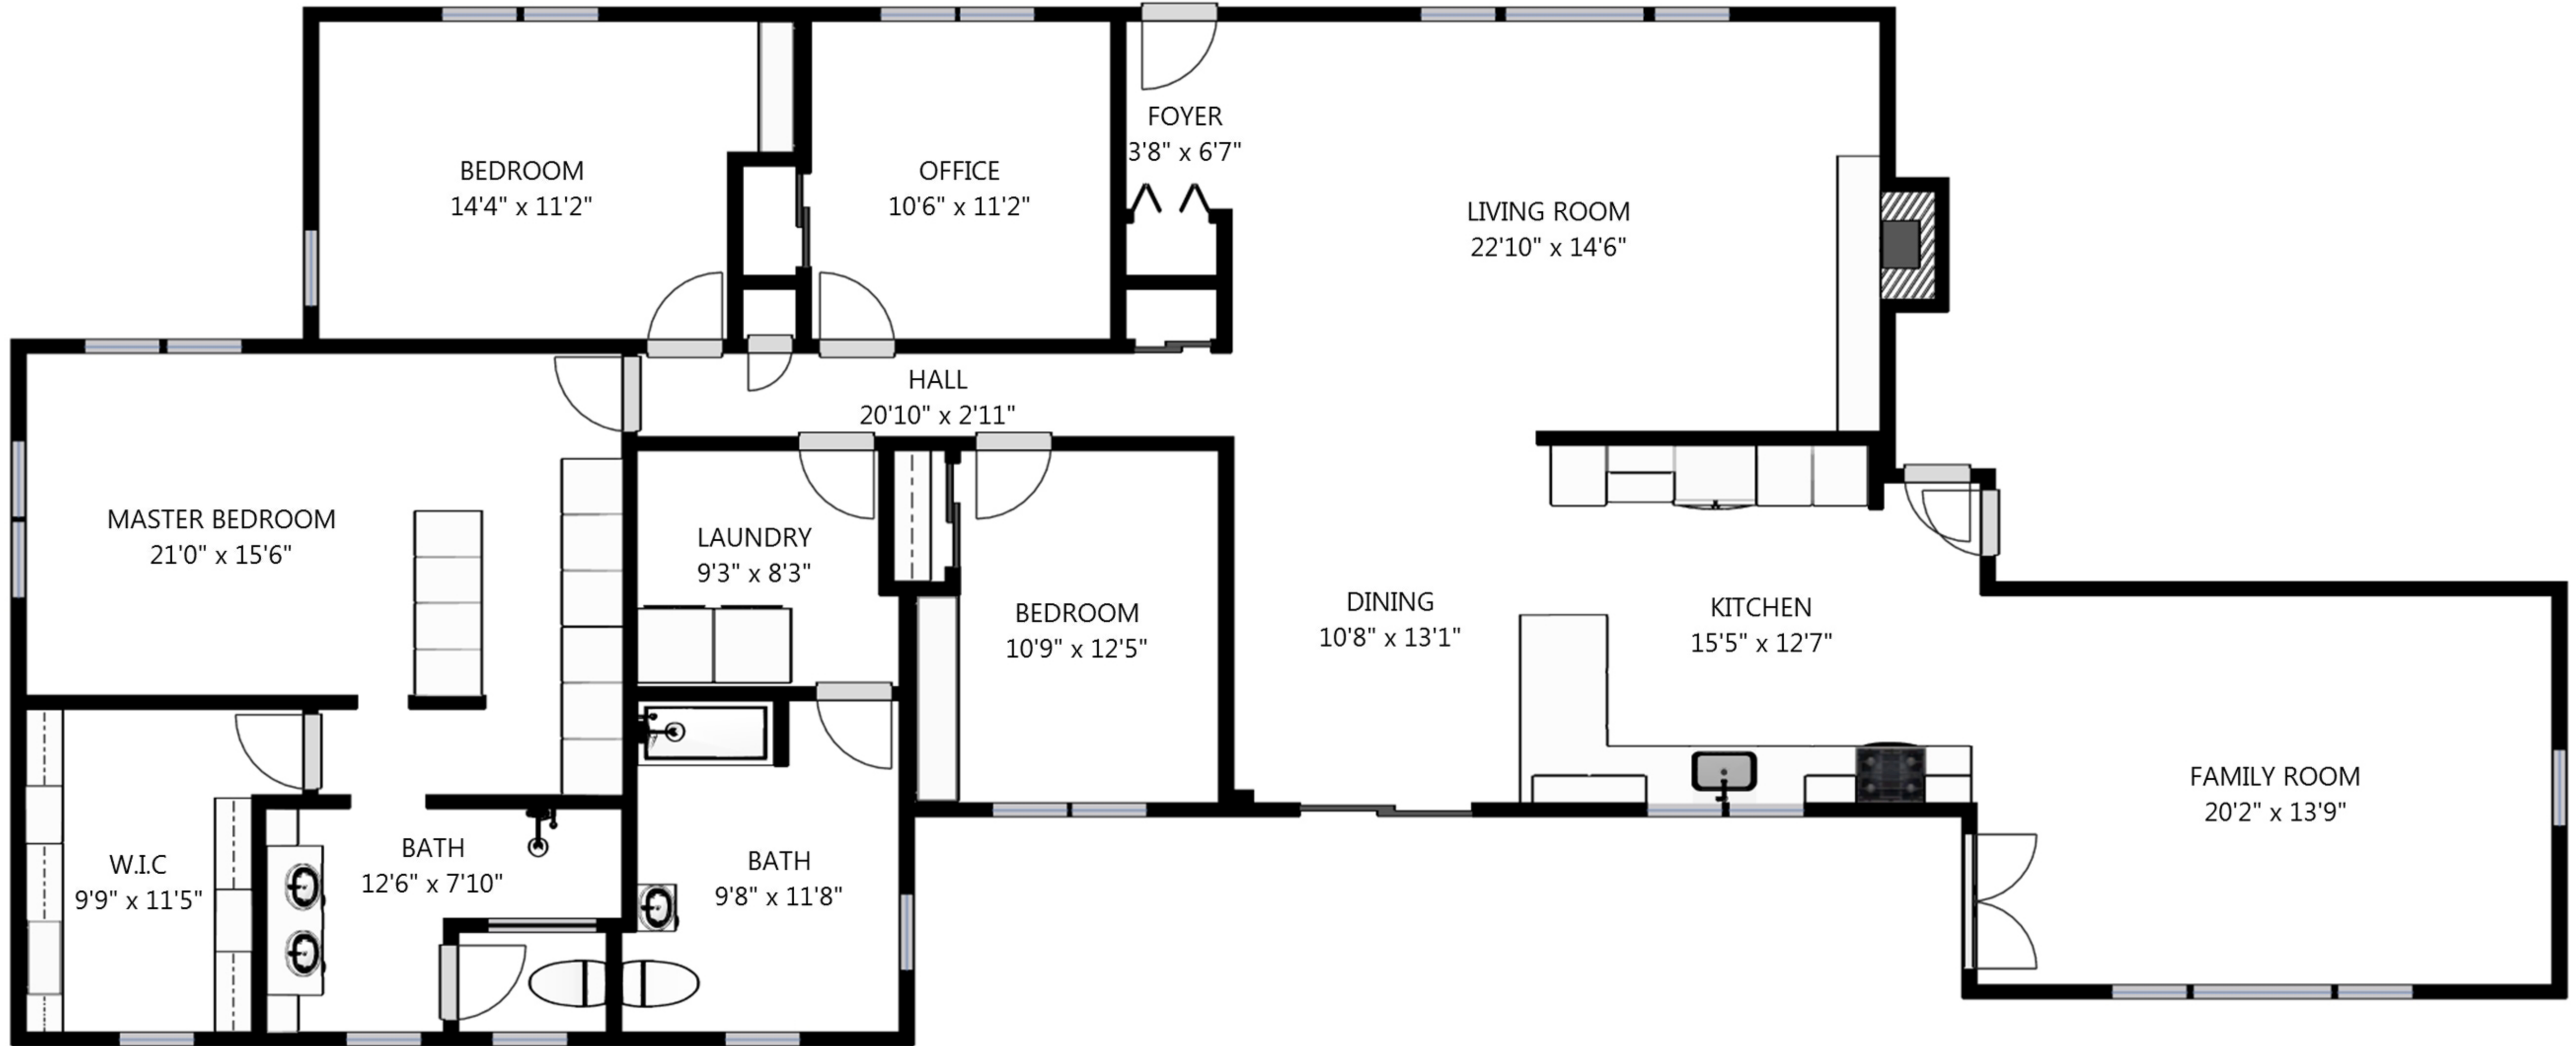 FOYER
3'8" x 6'7"
BEDROOM
14'4" x 11'2"
OFFICE
10'6" x 11'2"
LIVING ROOM
22'10" x 14'6"
HALL
20'10" x 2'11"
MASTER BEDROOM
21'0" x 15'6"
LAUNDRY
9'3" x 8'3"
BEDROOM
10'9" x 12'5"
DINING
10'8" x 13'1"
KITCHEN
15'5" x 12'7"
FAMILY ROOM
20'2" x 13'9"
W.I.C
9'9" x 11'5"
BATH
12'6" x 7'10"
BATH
9'8" x 11'8"